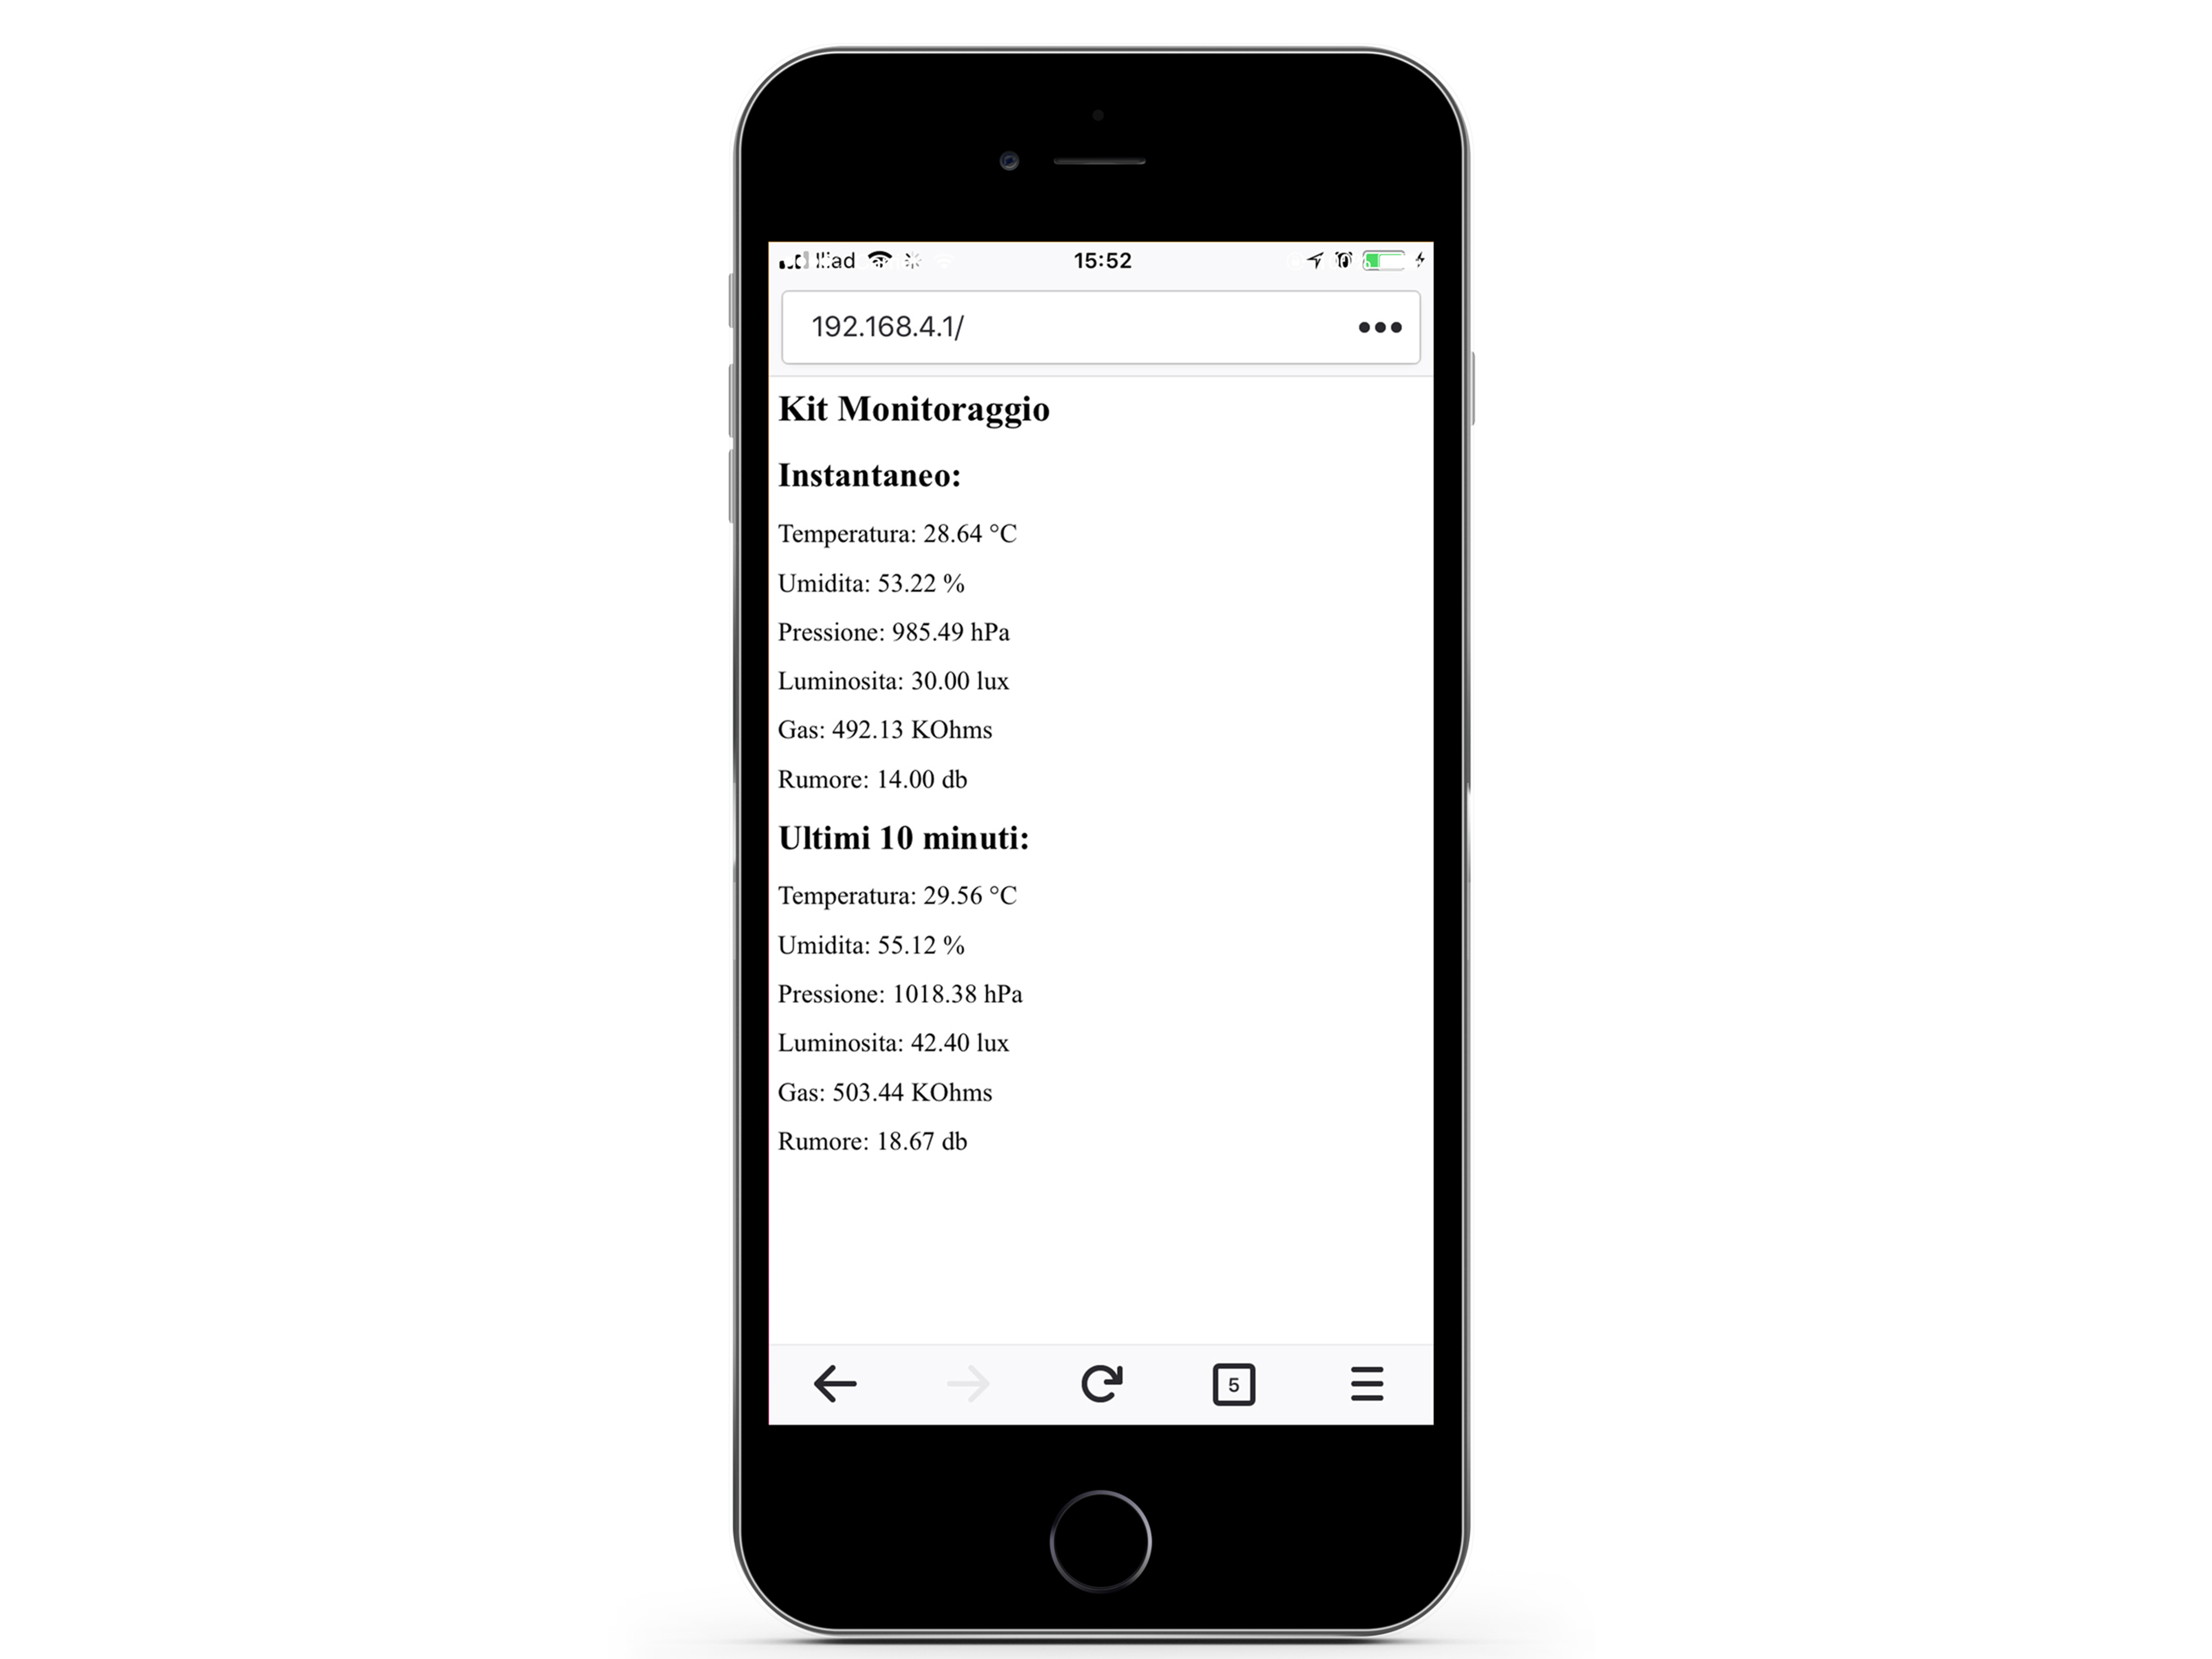 Iliad 15:52
192.168.4.1/
Kit Monitoraggio
Instantaneo:
Temperatura: 28.64 °C
Umidita: 53.22 %
Pressione: 985.49 hPa
Luminosita: 30.00 lux
Gas: 492.13 KOhms
Rumore: 14.00 db
Ultimi 10 minuti:
Temperatura: 29.56 °C
Umidita: 55.12 %
Pressione: 1018.38 hPa
Luminosita: 42.40 lux
Gas: 503.44 KOhms
Rumore: 18.67 db
5